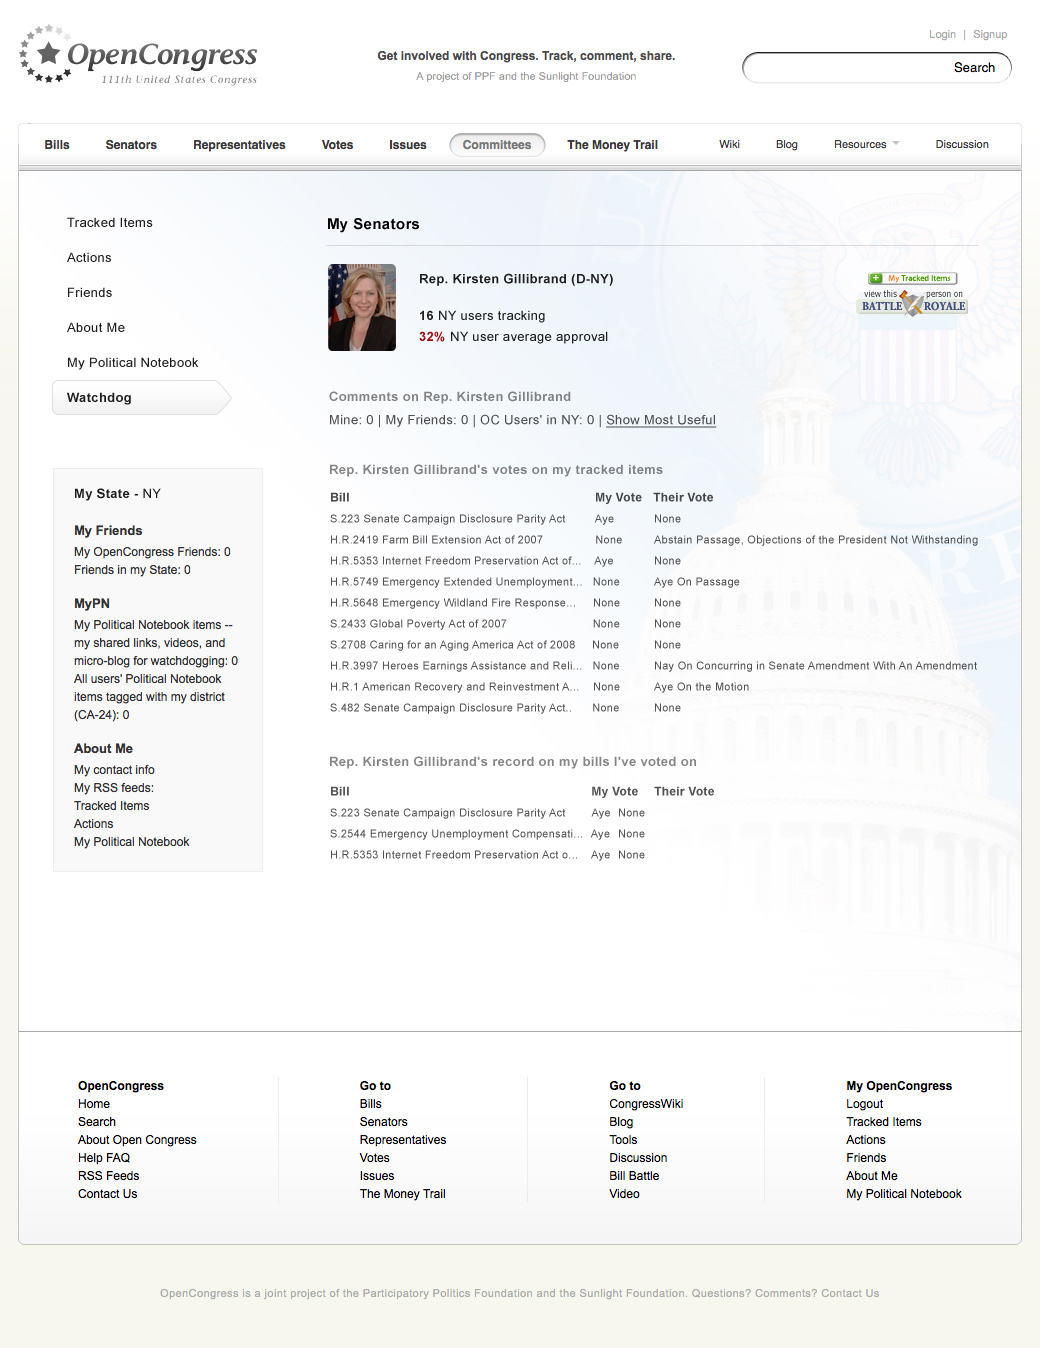 Login | Signup
OpenCongress
111th United States Congress
Get involved with Congress. Track, comment, share.
A project of PPF and the Sunlight Foundation
Search
Bills Senators Representatives Votes Issues Committees The Money Trail Wiki Blog Resources Discussion
Tracked Items
Actions
Friends
About Me
My Political Notebook
Watchdog
My State - NY
My Friends
My OpenCongress Friends: 0
Friends in my State: 0
MyPN
My Political Notebook items --
my shared links, videos, and
micro-blog for watchdogging: 0
All users' Political Notebook
items tagged with my district
(CA-24): 0
About Me
My contact info
My RSS feeds:
Tracked Items
Actions
My Political Notebook
My Senators
Rep. Kirsten Gillibrand (D-NY)
16 NY users tracking
32% NY user average approval
My Tracked Items
view this person on
BATTLE ROYALE
Comments on Rep. Kirsten Gillibrand
Mine: 0 | My Friends: 0 | OC Users' in NY: 0 | Show Most Useful
Rep. Kirsten Gillibrand's votes on my tracked items
Bill My Vote Their Vote
S.223 Senate Campaign Disclosure Parity Act Aye None
H.R.2419 Farm Bill Extension Act of 2007 None Abstain Passage, Objections of the President Not Withstanding
H.R.5353 Internet Freedom Preservation Act of... Aye None
H.R.5749 Emergency Extended Unemployment... None Aye On Passage
H.R.5648 Emergency Wildland Fire Response... None None
S.2433 Global Poverty Act of 2007 None None
S.2708 Caring for an Aging America Act of 2008 None None
H.R.3997 Heroes Earnings Assistance and Reli... None Nay On Concurring in Senate Amendment With An Amendment
H.R.1 American Recovery and Reinvestment A... None Aye On the Motion
S.482 Senate Campaign Disclosure Parity Act.. None None
Rep. Kirsten Gillibrand's record on my bills I've voted on
Bill My Vote Their Vote
S.223 Senate Campaign Disclosure Parity Act Aye None
S.2544 Emergency Unemployment Compensati... Aye None
H.R.5353 Internet Freedom Preservation Act o... Aye None
OpenCongress
Home
Search
About Open Congress
Help FAQ
RSS Feeds
Contact Us
Go to
Bills
Senators
Representatives
Votes
Issues
The Money Trail
Go to
CongressWiki
Blog
Tools
Discussion
Bill Battle
Video
My OpenCongress
Logout
Tracked Items
Actions
Friends
About Me
My Political Notebook
OpenCongress is a joint project of the Participatory Politics Foundation and the Sunlight Foundation. Questions? Comments? Contact Us